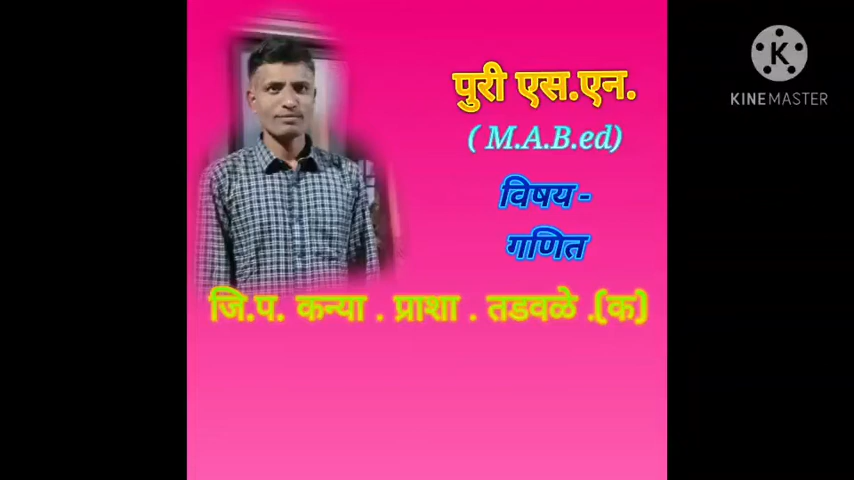 पुरी एस.एन.
( M.A.B.ed)
विषय -
गणित
जि.प. कन्या . प्राशा . तडवळे .(क)
KINEMASTER